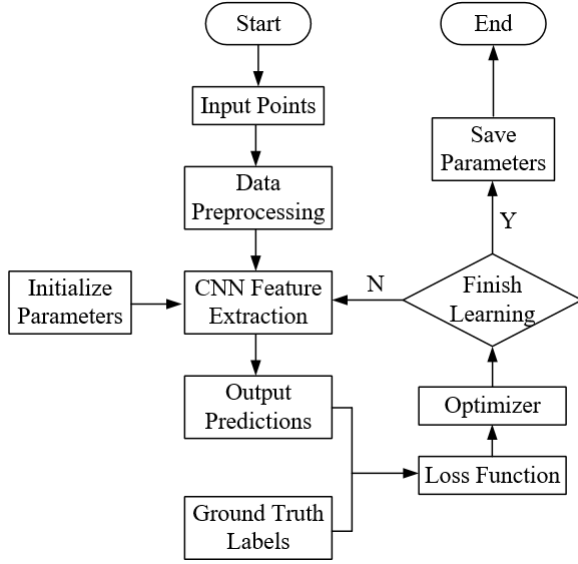 Start
End
Input Points
Save
Parameters
Data
Preprocessing
Y
Initialize
Parameters
CNN Feature
Extraction
N
Finish
Learning
Output
Predictions
Optimizer
Loss Function
Ground Truth
Labels